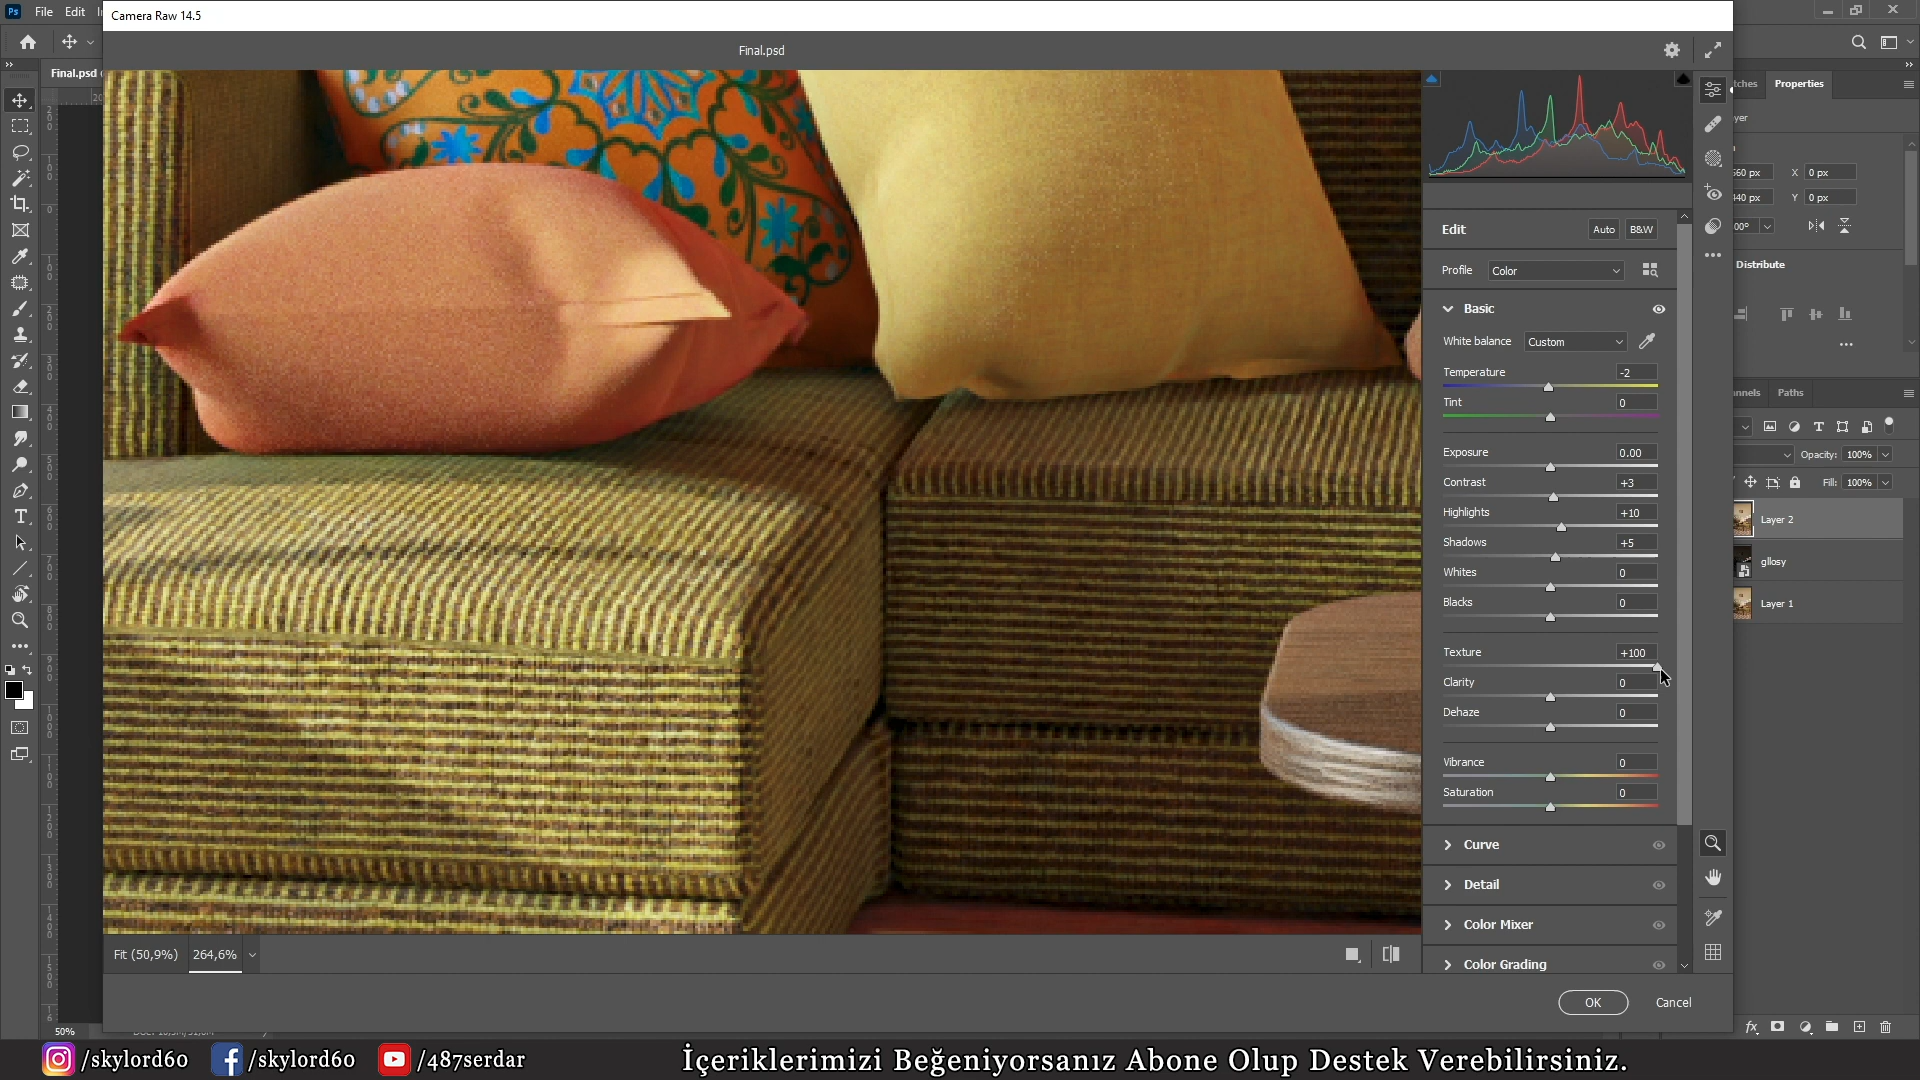 Ps File Edit
Camera Raw 14.5
Final.psd
Final.psd
Edit Auto B&W
Profile Color
Basic
White balance Custom
Temperature -2
Tint 0
Exposure 0.00
Contrast +3
Highlights +10
Shadows +5
Whites 0
Blacks 0
Texture +100
Clarity 0
Dehaze 0
Vibrance 0
Saturation 0
Curve
Detail
Color Mixer
Color Grading
Fit (50,9%) 264,6%
OK Cancel
Properties
X 0 px
Y 0 px
Distribute
Paths
Opacity: 100%
Fill: 100%
Layer 2
gllosy
Layer 1
50%
fx
/skylord60 /skylord60 /487serdar İçeriklerimizi Beğeniyorsanız Abone Olup Destek Verebilirsiniz.